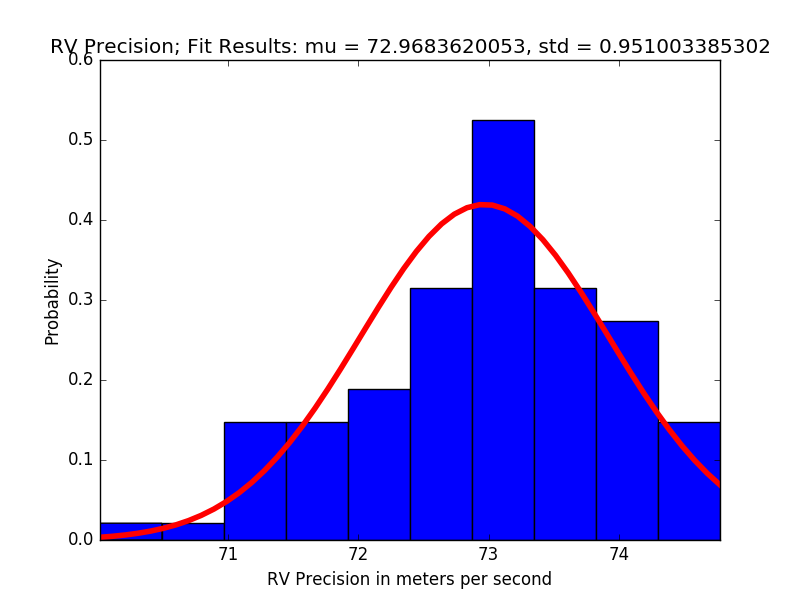 RV Precision; Fit Results: mu = 72.9683620053, std = 0.951003385302
0.6
0.5
0.4
0.3
0.2
0.1
0.0
Probability
71 72 73 74
RV Precision in meters per second